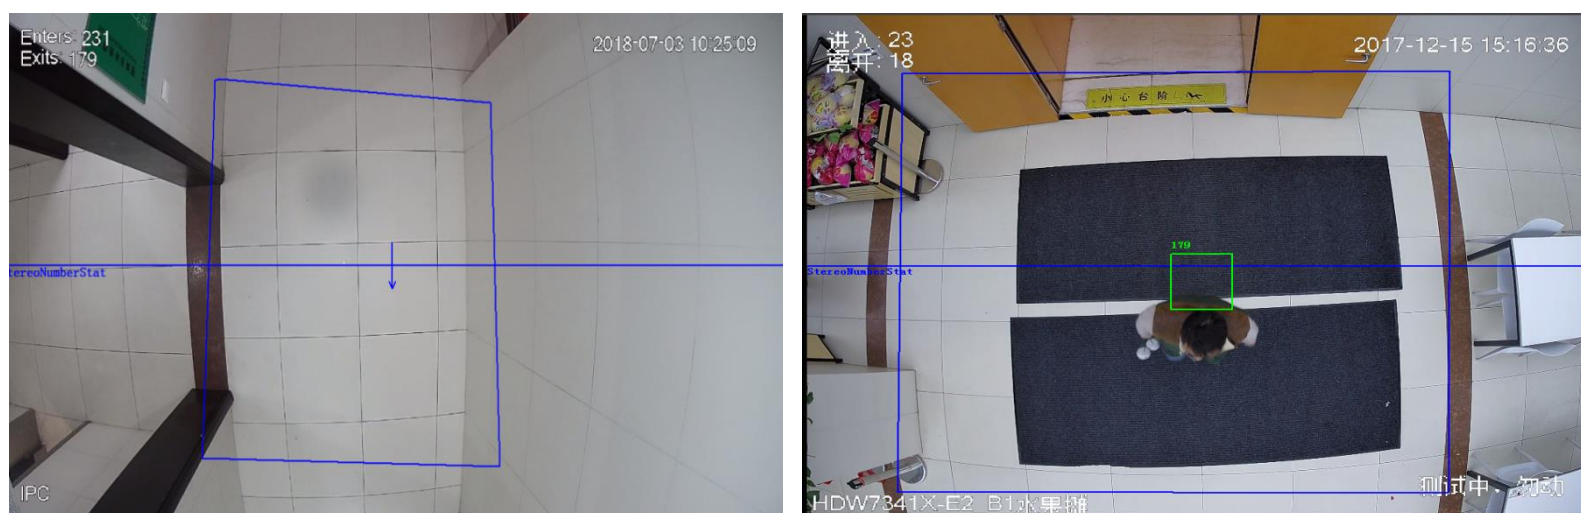 Enters: 231
Exits: 179
2018-07-03 10:25:09
StereoNumberStat
IPC
进入: 23
离开: 18
2017-12-15 15:16:36
小心台阶
179
StereoNumberStat
测试中、勿动
HDW7341X-E2 B1水果摊